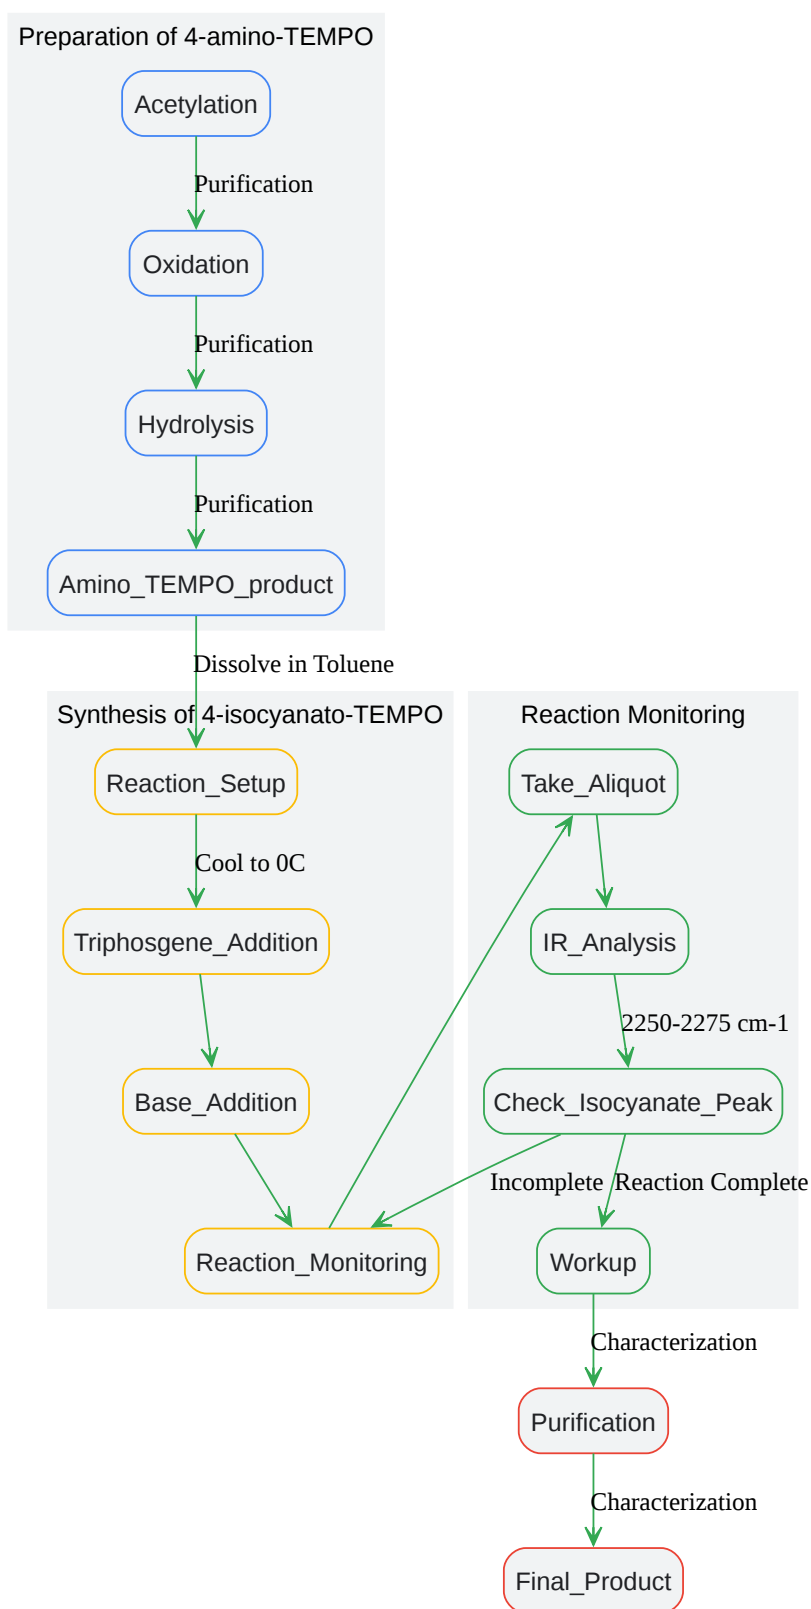 Preparation of 4-amino-TEMPO
Acetylation
Purification
Oxidation
Purification
Hydrolysis
Purification
Amino_TEMPO_product
Dissolve in Toluene
Synthesis of 4-isocyanato-TEMPO
Reaction_Setup
Cool to 0C
Triphosgene_Addition
Base_Addition
Reaction_Monitoring
Reaction Monitoring
Take_Aliquot
IR_Analysis
2250-2275 cm-1
Check_Isocyanate_Peak
Incomplete
Reaction Complete
Workup
Characterization
Purification
Characterization
Final_Product